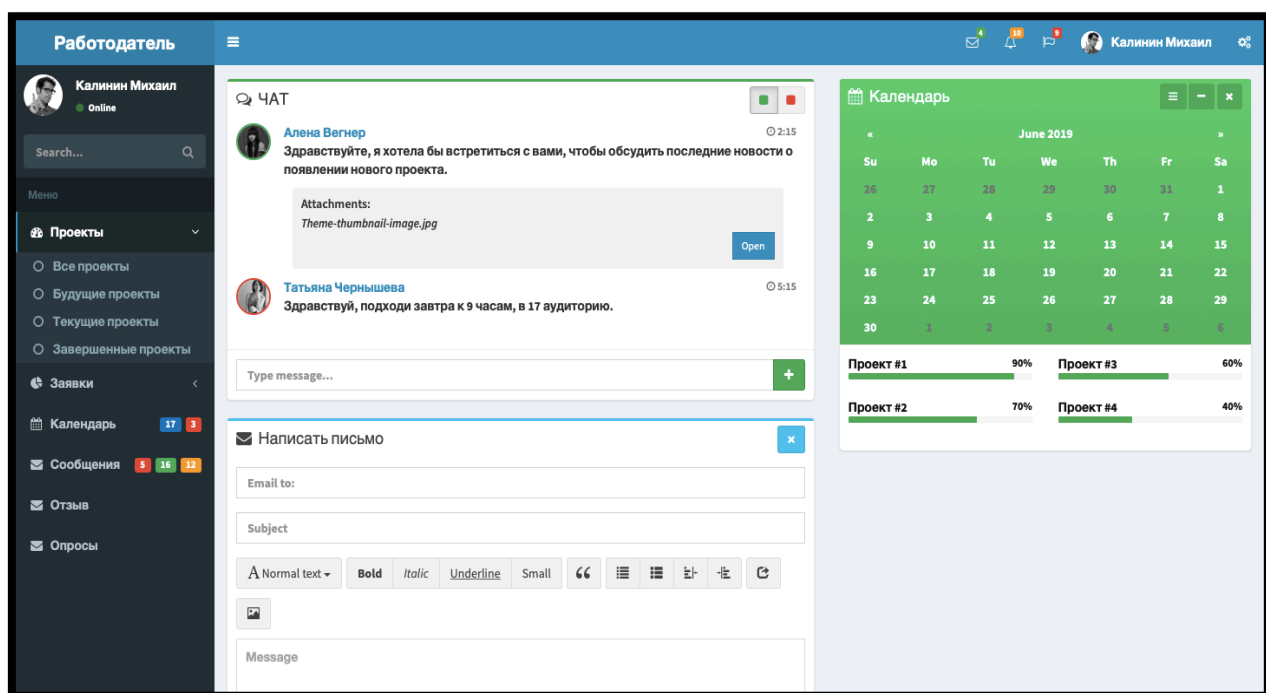 Работодатель
4
10
9
Калинин Михаил
Калинин Михаил
Online
Search...
Меню
Проекты
Все проекты
Будущие проекты
Текущие проекты
Завершенные проекты
Заявки
Календарь 17 3
Сообщения 5 16 12
Отзыв
Опросы
ЧАТ
Алена Вегнер 2:15
Здравствуйте, я хотела бы встретиться с вами, чтобы обсудить последние новости о
появлении нового проекта.
Attachments:
Theme-thumbnail-image.jpg
Open
Татьяна Чернышева 5:15
Здравствуй, подходи завтра к 9 часам, в 17 аудиторию.
Type message...
+
Написать письмо
×
Email to:
Subject
A Normal text Bold Italic Underline Small “
Message
Календарь
« June 2019 »
Su Mo Tu We Th Fr Sa
26 27 28 29 30 31 1
2 3 4 5 6 7 8
9 10 11 12 13 14 15
16 17 18 19 20 21 22
23 24 25 26 27 28 29
30 1 2 3 4 5 6
Проект #1 90% Проект #3 60%
Проект #2 70% Проект #4 40%